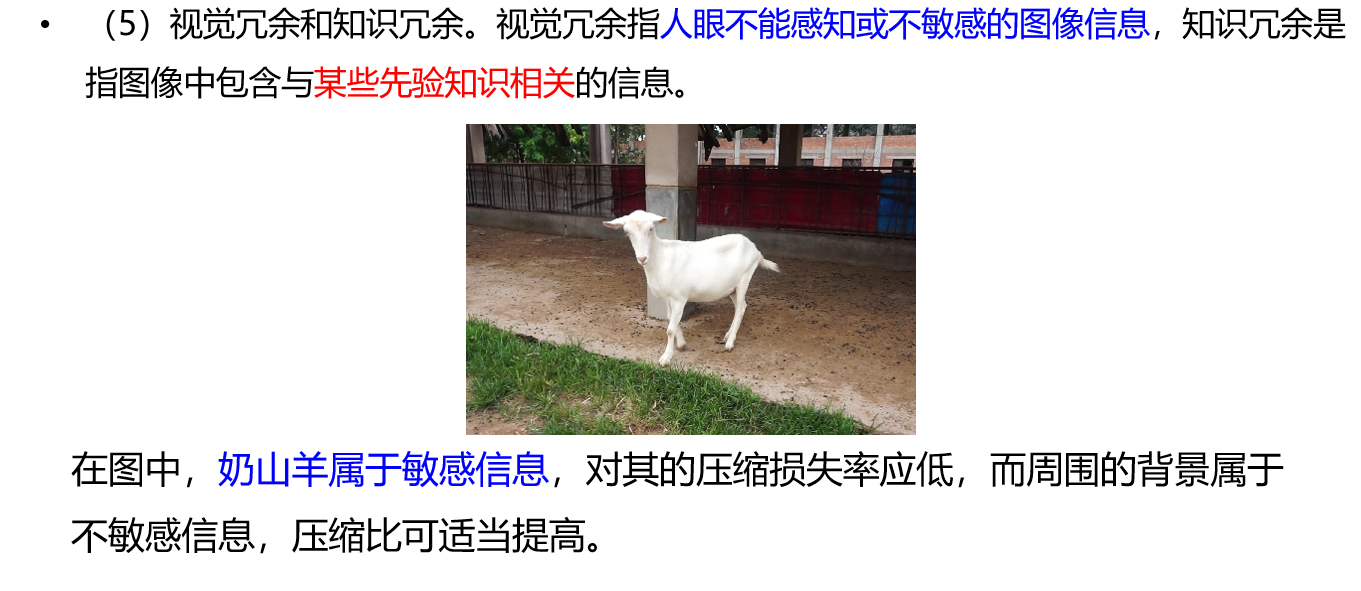 • （5）视觉冗余和知识冗余。视觉冗余指人眼不能感知或不敏感的图像信息，知识冗余是
指图像中包含与某些先验知识相关的信息。
在图中，奶山羊属于敏感信息，对其的压缩损失率应低，而周围的背景属于
不敏感信息，压缩比可适当提高。